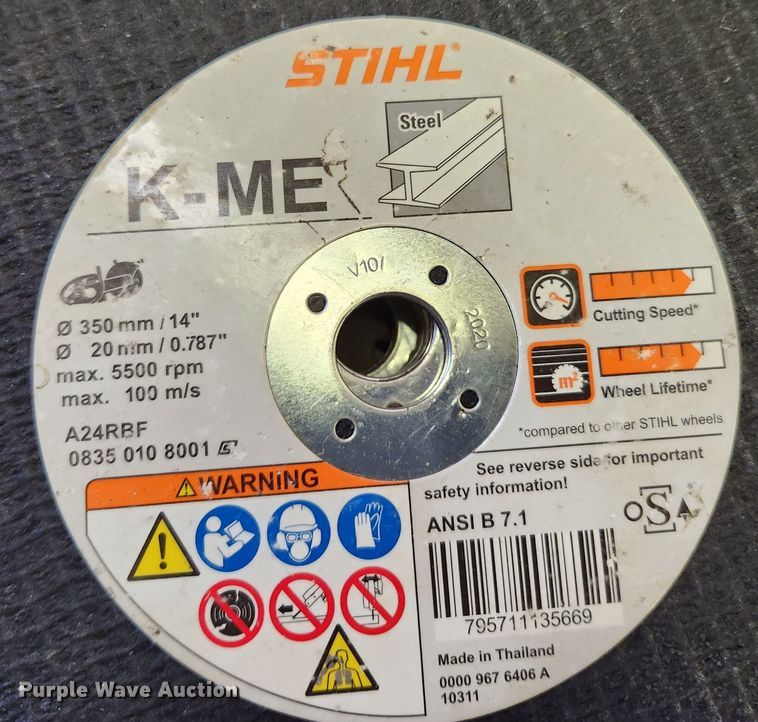 STIHL®
Steel
K-ME
V10/
2020
Ø 350 mm / 14"
Ø 20 mm / 0.787"
max. 5500 rpm
max. 100 m/s
A24RBF
0835 010 8001
Cutting Speed*
m²
Wheel Lifetime*
*compared to other STIHL wheels
WARNING
See reverse side for important
safety information!
ANSI B 7.1
oSa
795711135669
Made in Thailand
0000 967 6406 A
10311
Purple Wave Auction